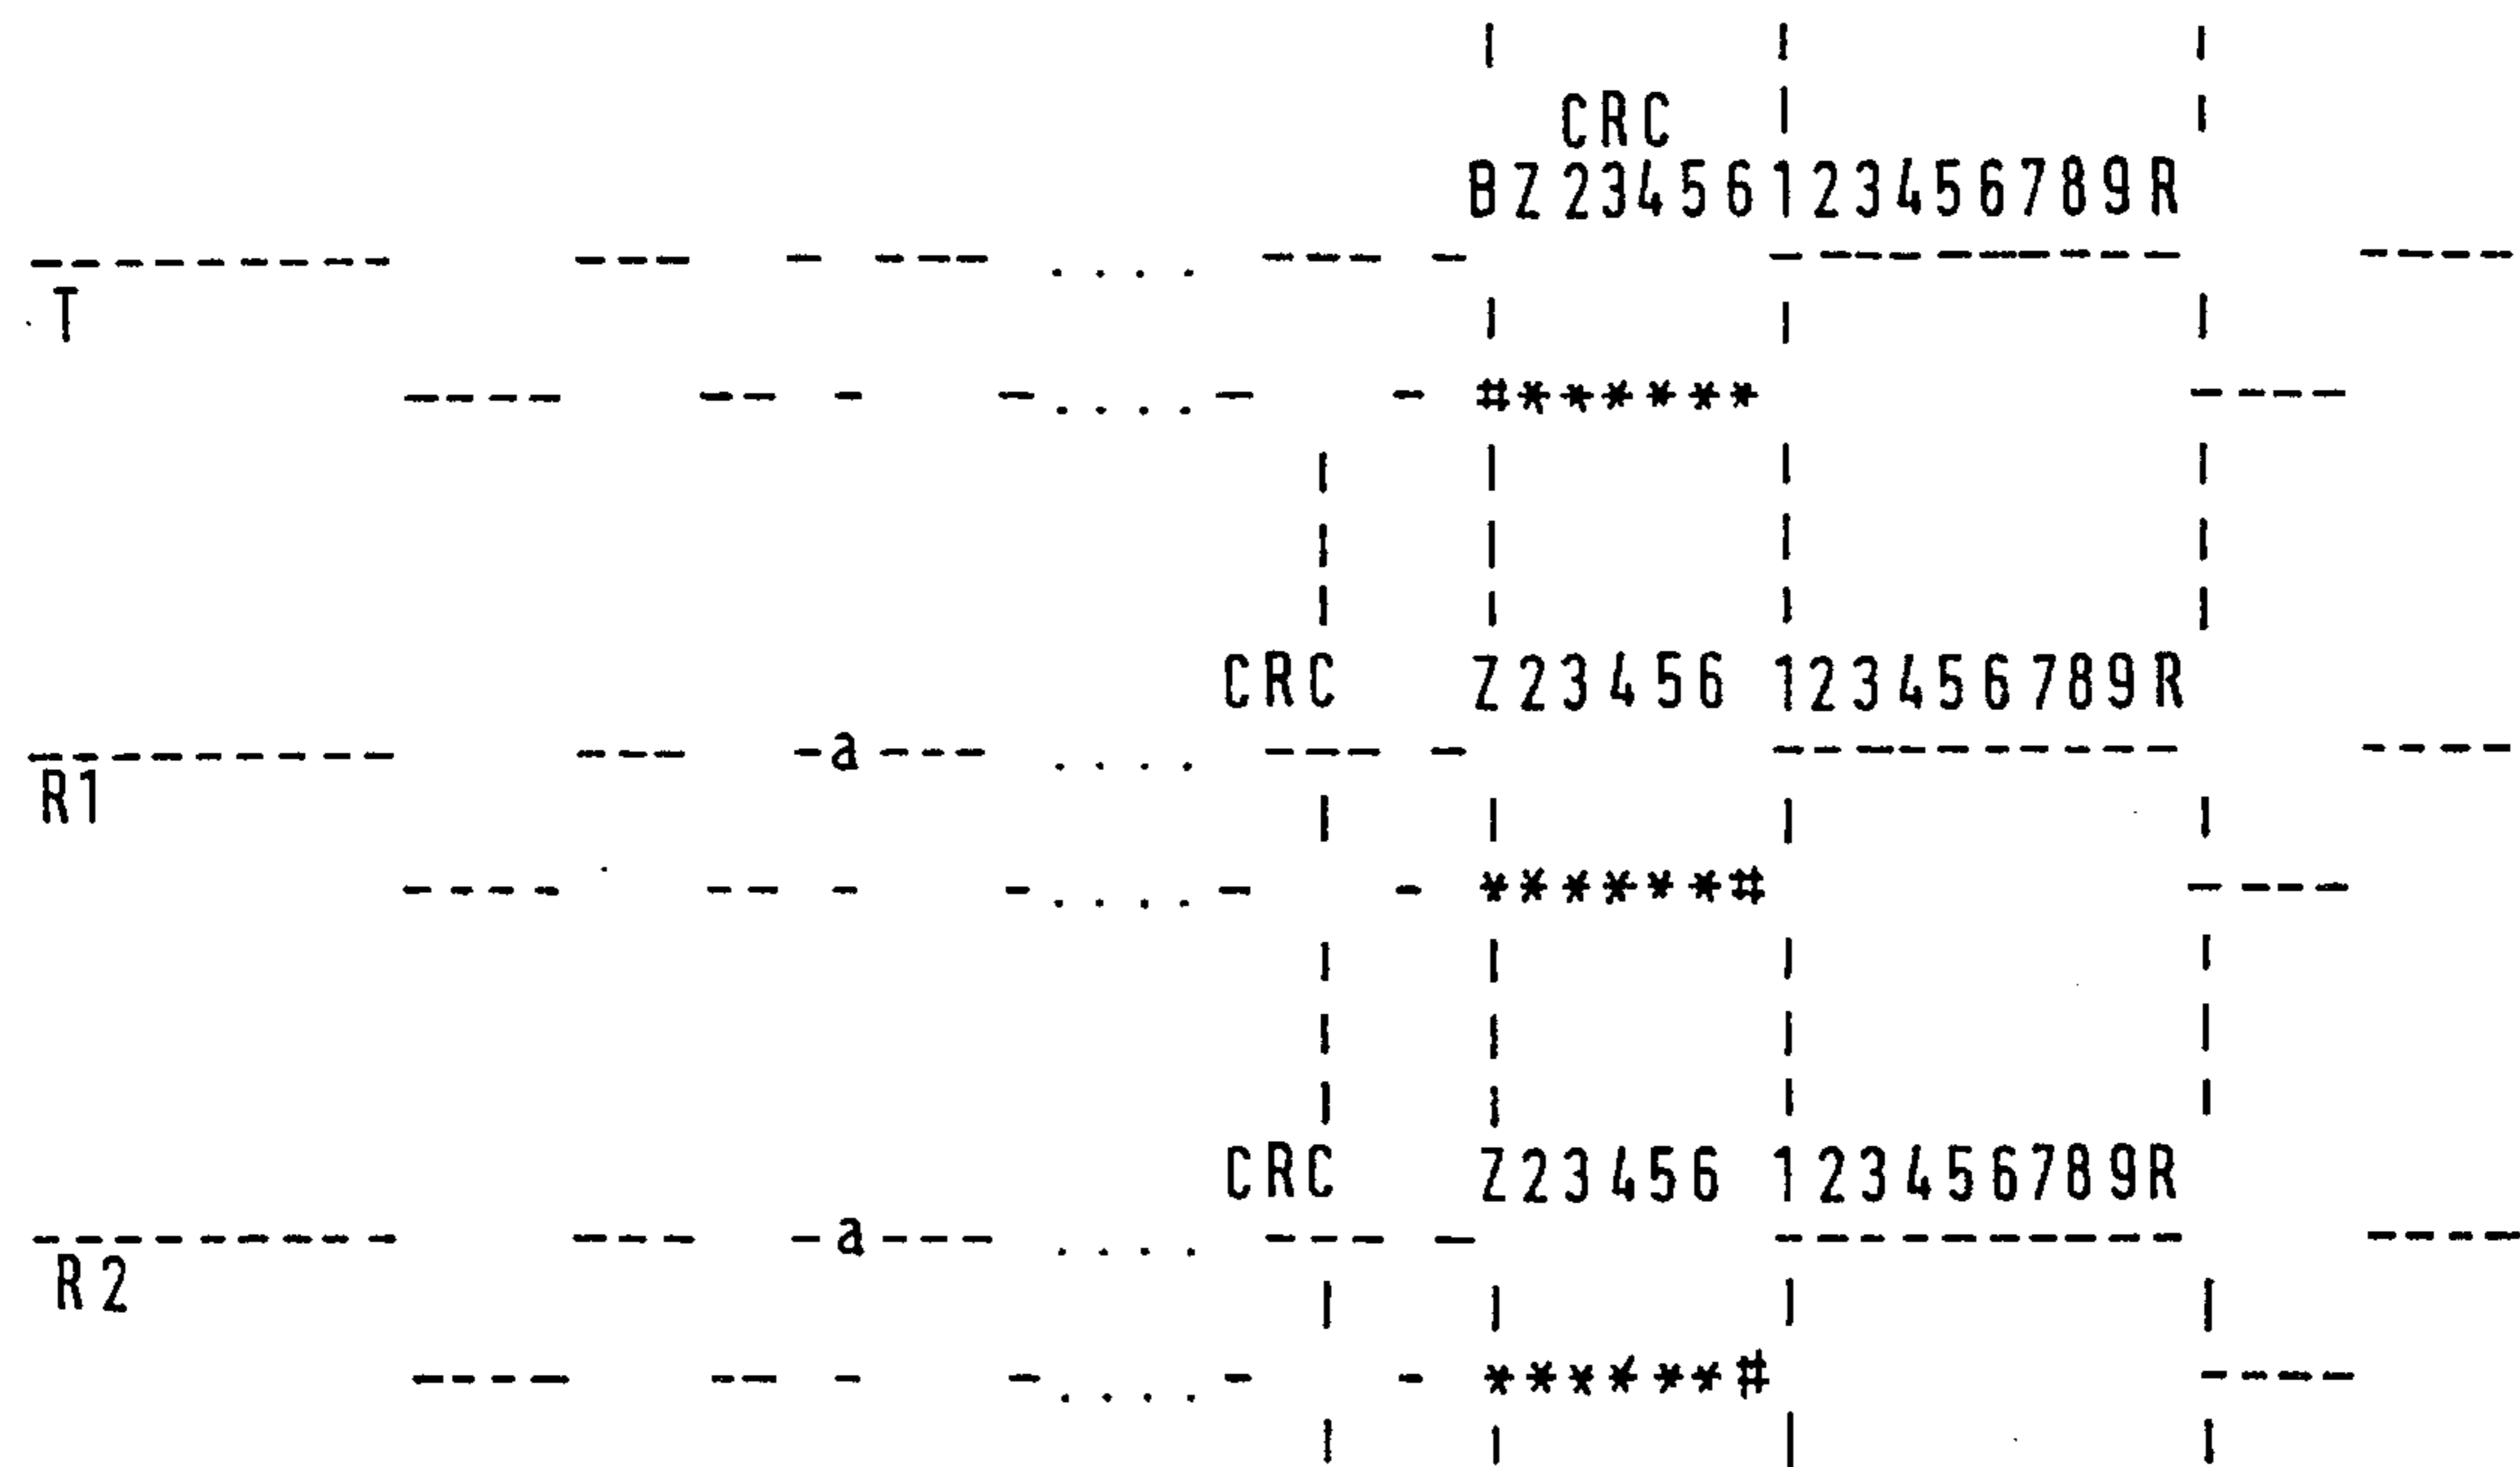 CRC
BZ23456123456789R
T
#******
CRC Z23456 123456789R
a
R1
******#
CRC Z23456 123456789R
a
R2
******#